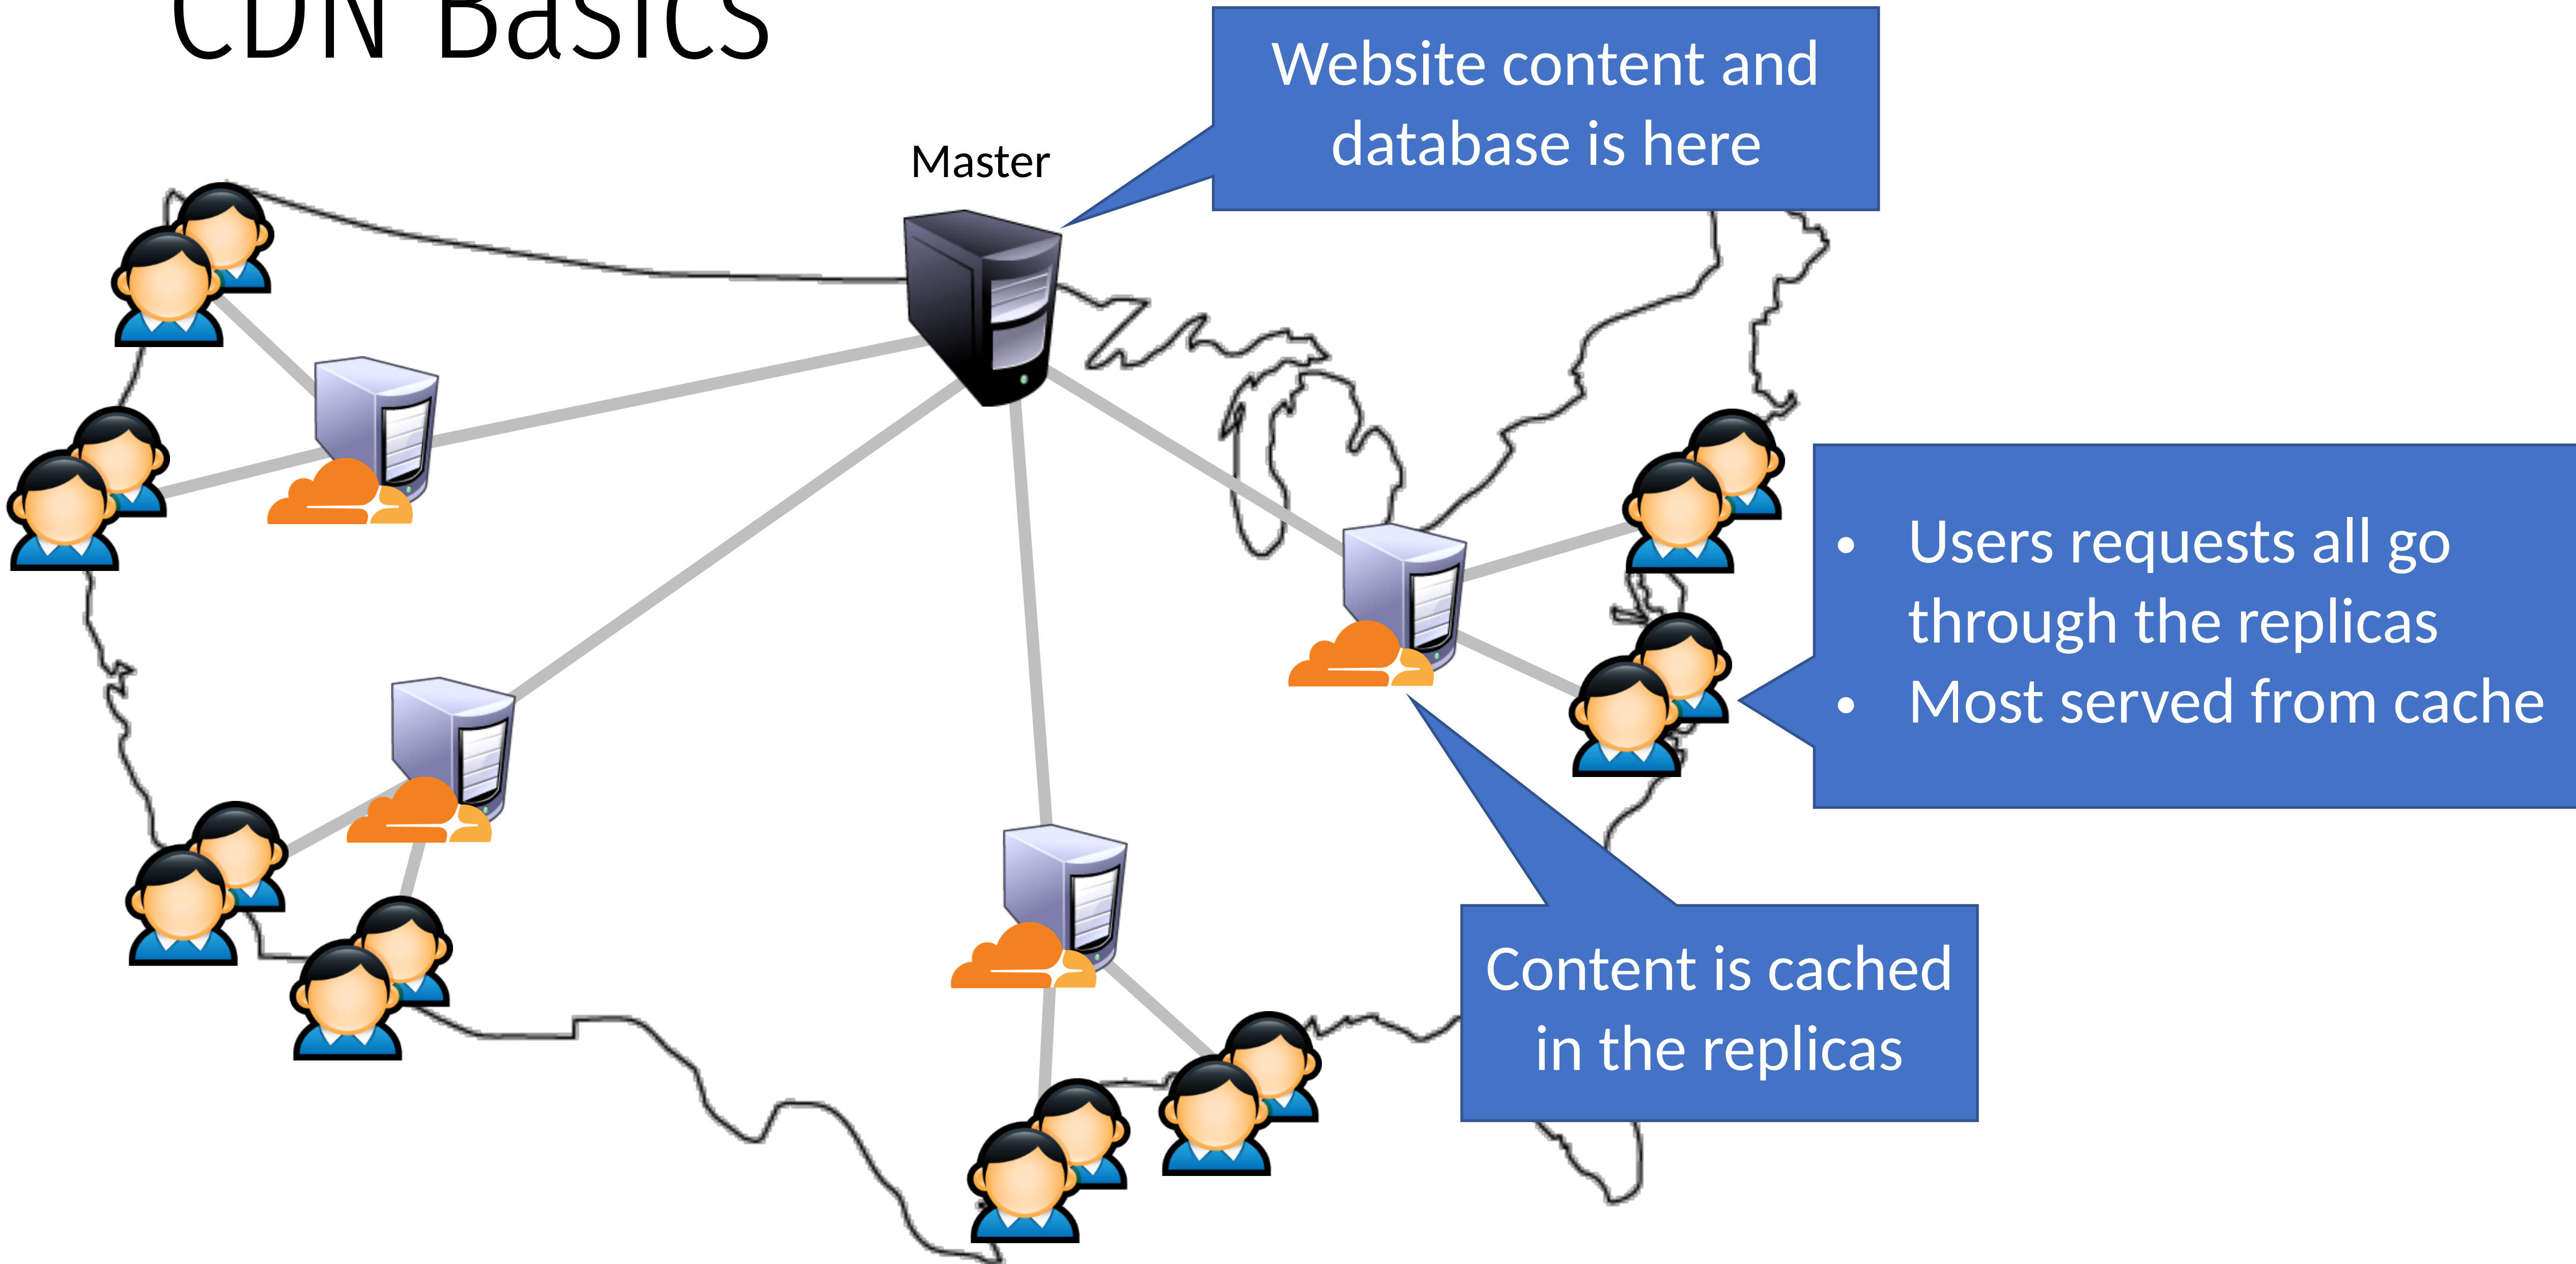 CDN Basics
Website content and
database is here
Master
• Users requests all go
through the replicas
• Most served from cache
Content is cached
in the replicas